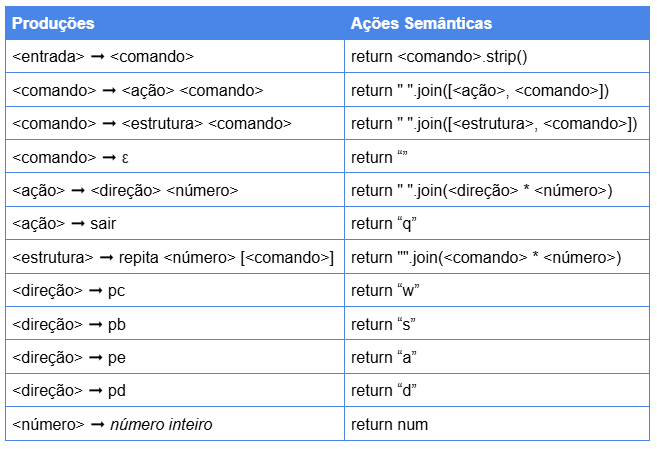 Produções Ações Semânticas
<entrada> ➞ <comando> return <comando>.strip()
<comando> ➞ <ação> <comando> return " ".join([<ação>, <comando>])
<comando> ➞ <estrutura> <comando> return " ".join([<estrutura>, <comando>])
<comando> ➞ ε return “”
<ação> ➞ <direção> <número> return " ".join(<direção> * <número>)
<ação> ➞ sair return “q”
<estrutura> ➞ repita <número> [<comando>] return "".join(<comando> * <número>)
<direção> ➞ pc return “w”
<direção> ➞ pb return “s”
<direção> ➞ pe return “a”
<direção> ➞ pd return “d”
<número> ➞ número inteiro return num